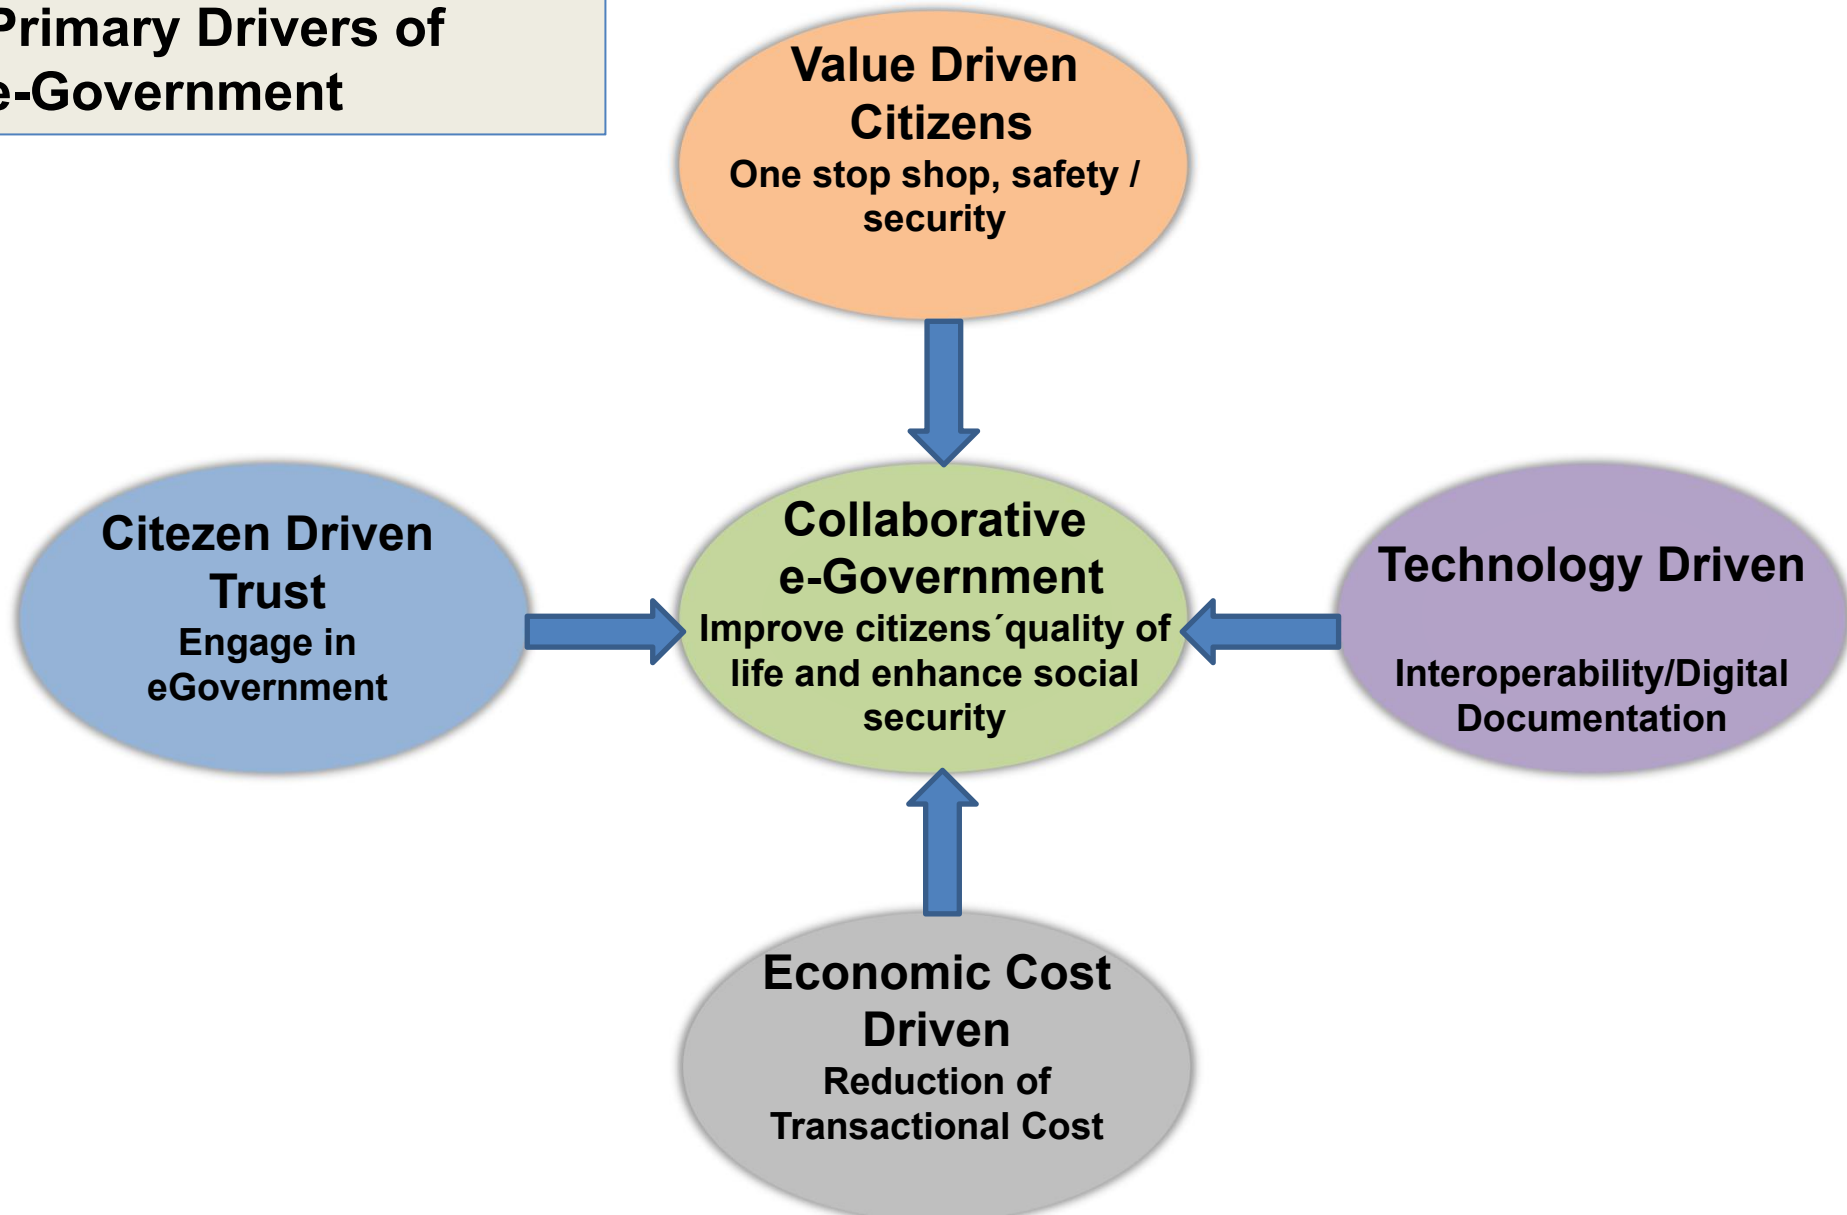 Primary Drivers of
e-Government
Value Driven
Citizens
One stop shop, safety /
security
Citezen Driven
Trust
Engage in
eGovernment
Collaborative
e-Government
Improve citizens´quality of
life and enhance social
security
Technology Driven
Interoperability/Digital
Documentation
Economic Cost
Driven
Reduction of
Transactional Cost